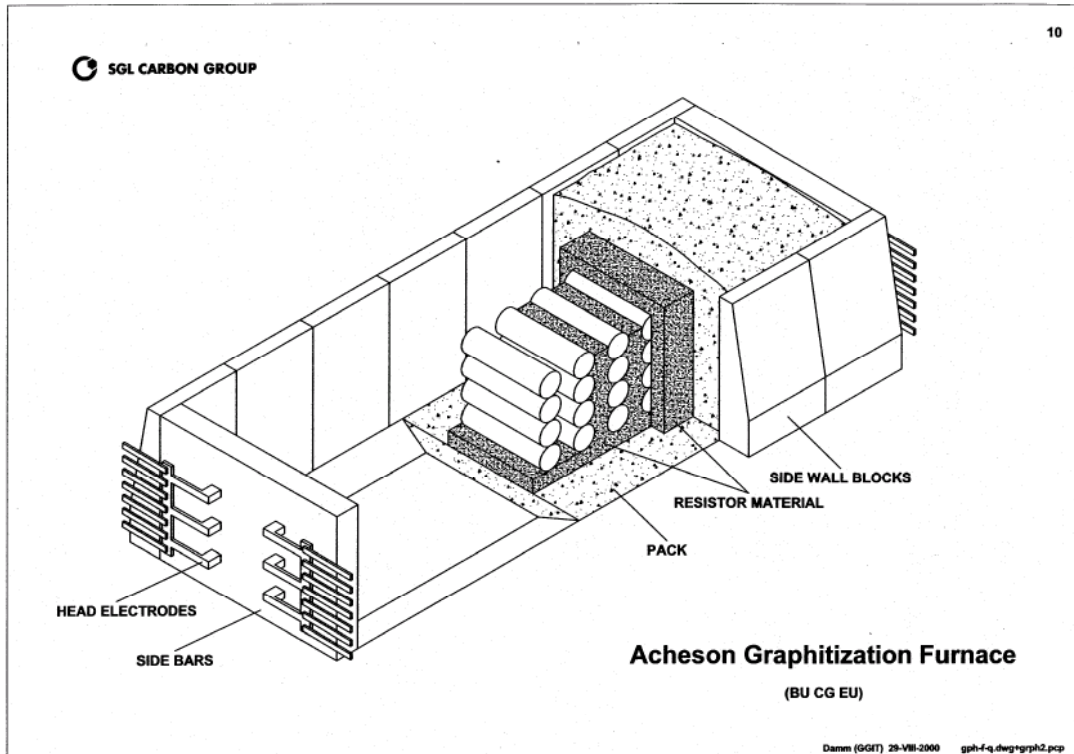 10
SGL CARBON GROUP
SIDE WALL BLOCKS
RESISTOR MATERIAL
PACK
HEAD ELECTRODES
SIDE BARS
Acheson Graphitization Furnace
(BU CG EU)
Damm (GGIT) 29-VIII-2000 gph-f-q.dwg+grph2.pcp